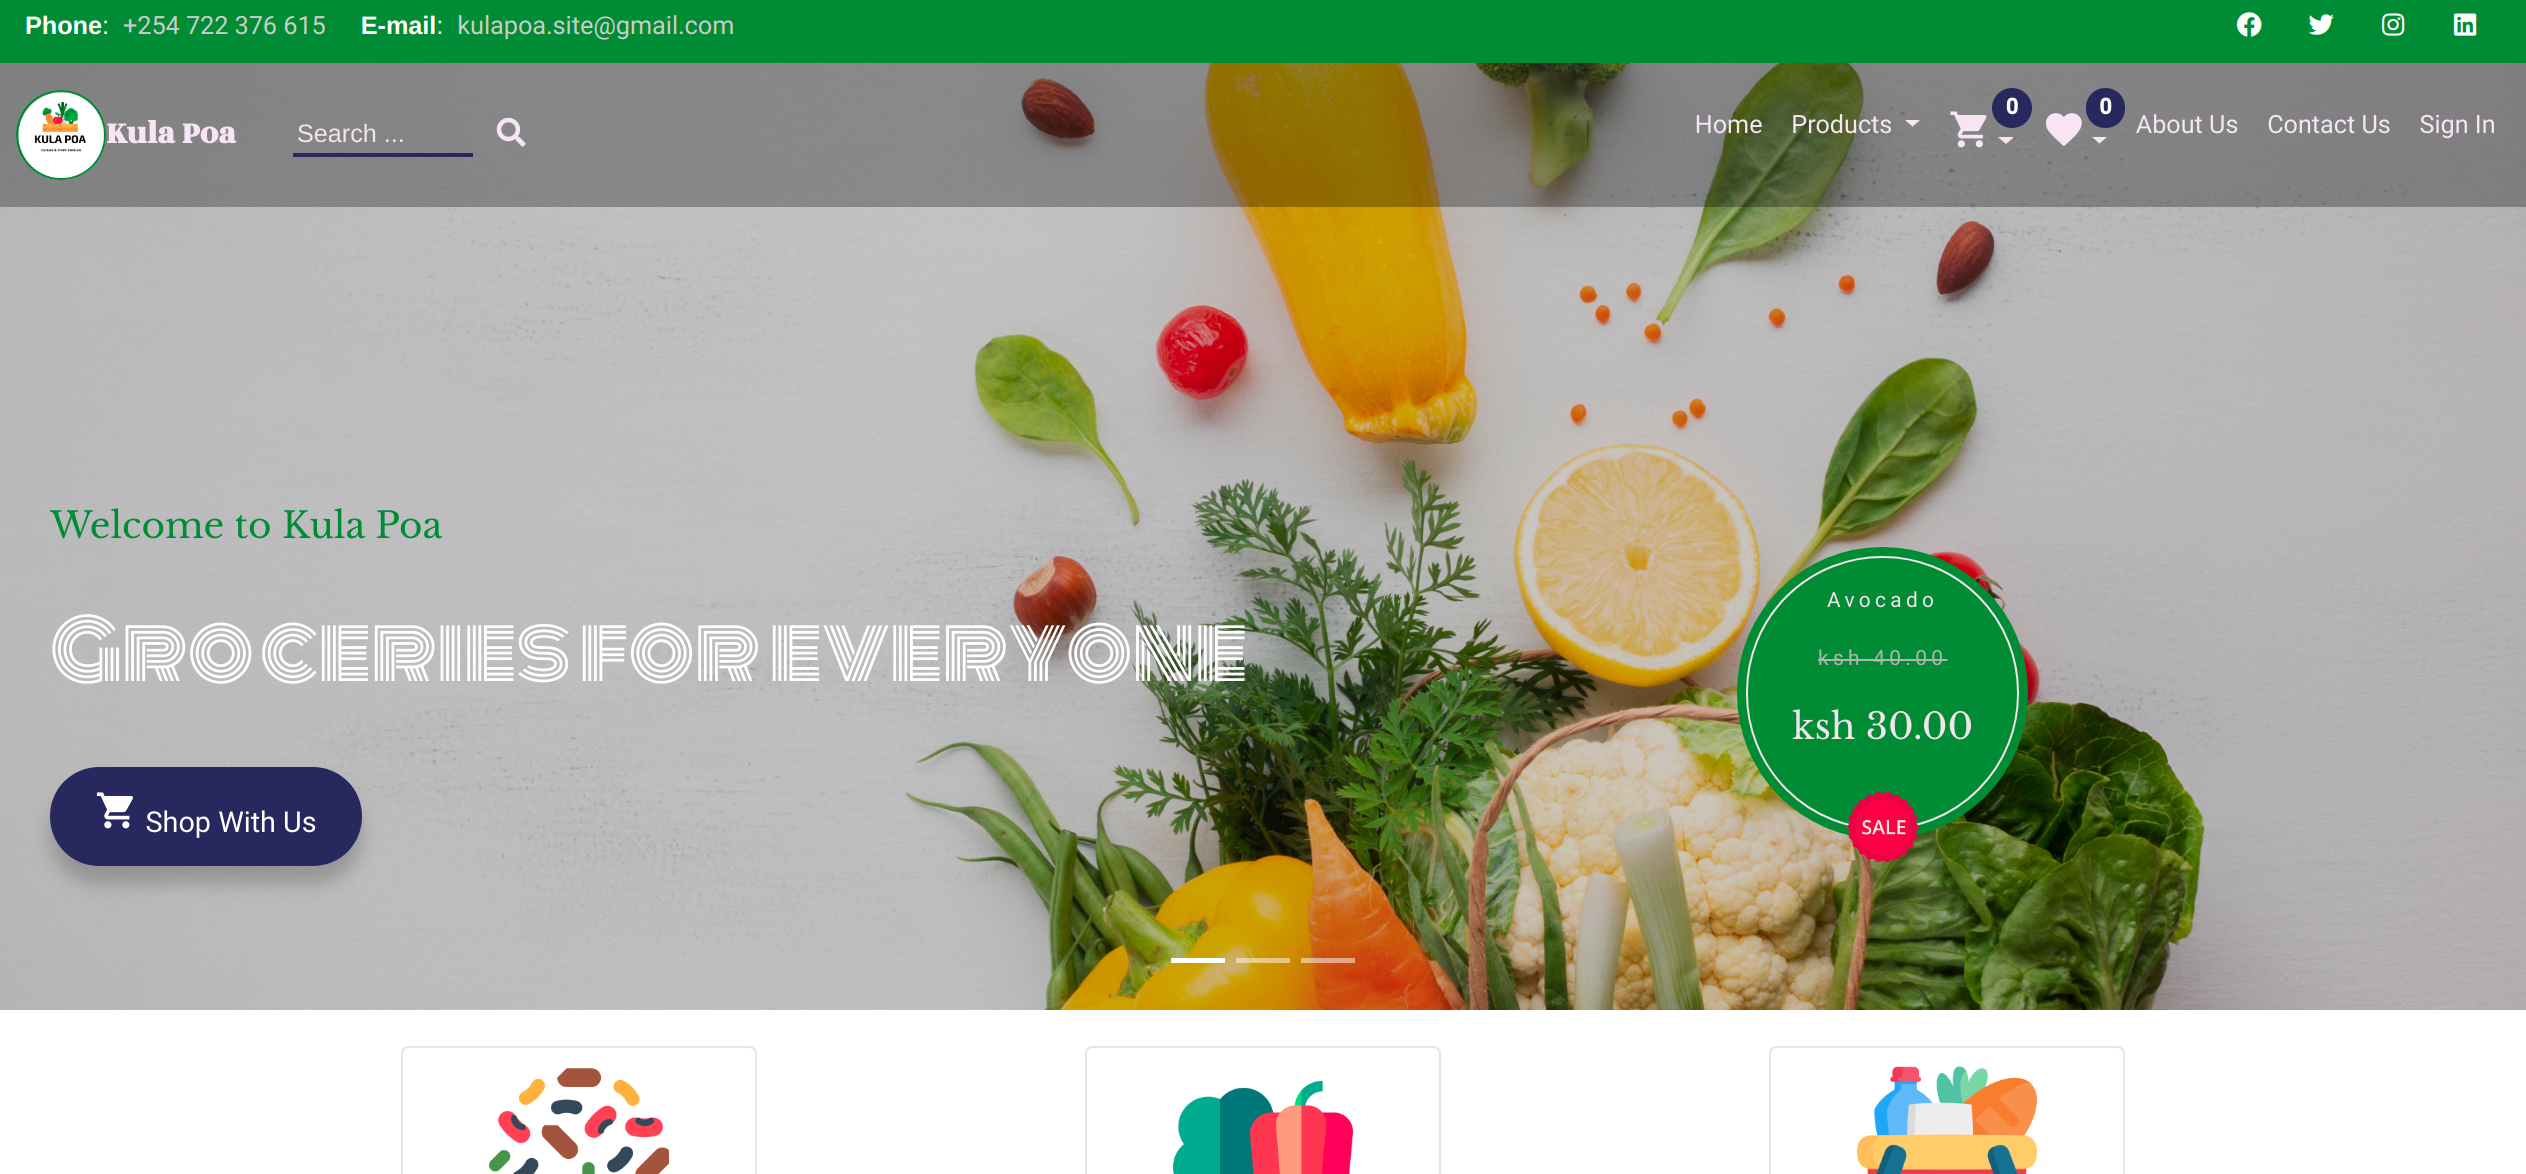 Phone: +254 722 376 615 E-mail: kulapoa.site@gmail.com
KULA POA
Kula Poa
Search ...
Home Products 0 0 About Us Contact Us Sign In
Welcome to Kula Poa
GROCERIES FOR EVERYONE
Shop With Us
Avocado
ksh 40.00
ksh 30.00
SALE